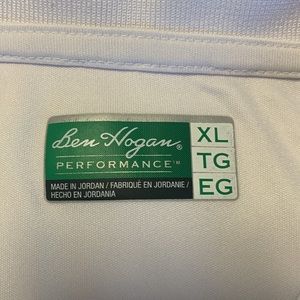 Ben Hogan®
PERFORMANCE™
MADE IN JORDAN / FABRIQUÉ EN JORDANIE /
HECHO EN JORDANIA
XL
TG
EG